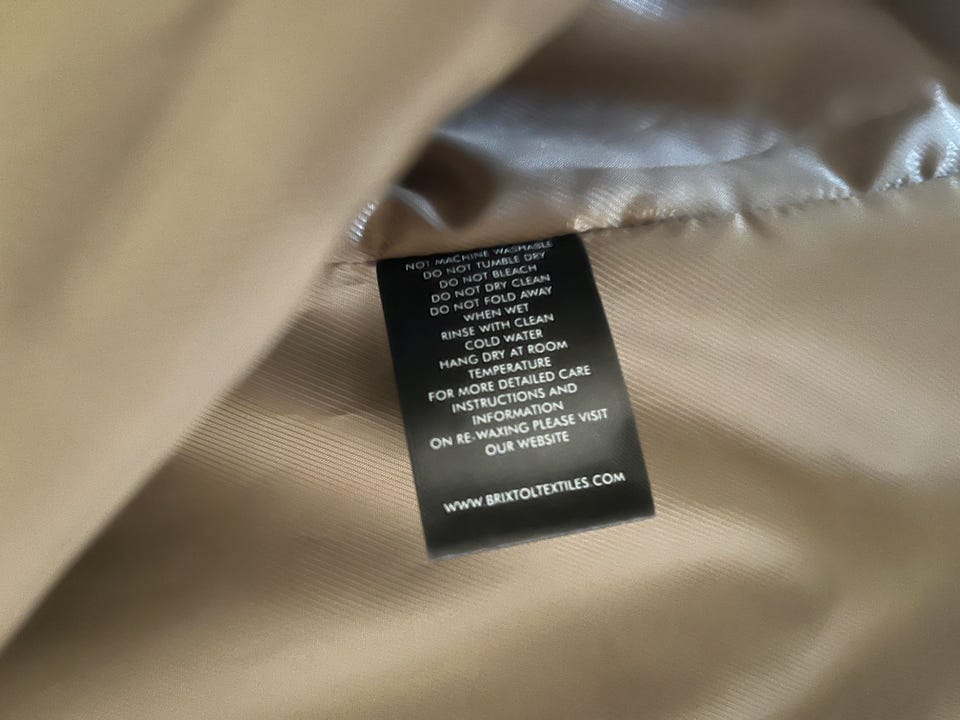 NOT MACHINE WASHABLE
DO NOT TUMBLE DRY
DO NOT BLEACH
DO NOT DRY CLEAN
DO NOT FOLD AWAY
WHEN WET
RINSE WITH CLEAN
COLD WATER
HANG DRY AT ROOM
TEMPERATURE
FOR MORE DETAILED CARE
INSTRUCTIONS AND
INFORMATION
ON RE-WAXING PLEASE VISIT
OUR WEBSITE
WWW.BRIXTOLTEXTILES.COM